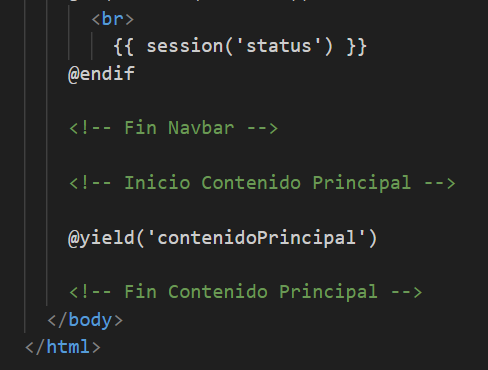 <br>
{{ session('status') }}
@endif
<!-- Fin Navbar -->
<!-- Inicio Contenido Principal -->
@yield('contenidoPrincipal')
<!-- Fin Contenido Principal -->
</body>
</html>